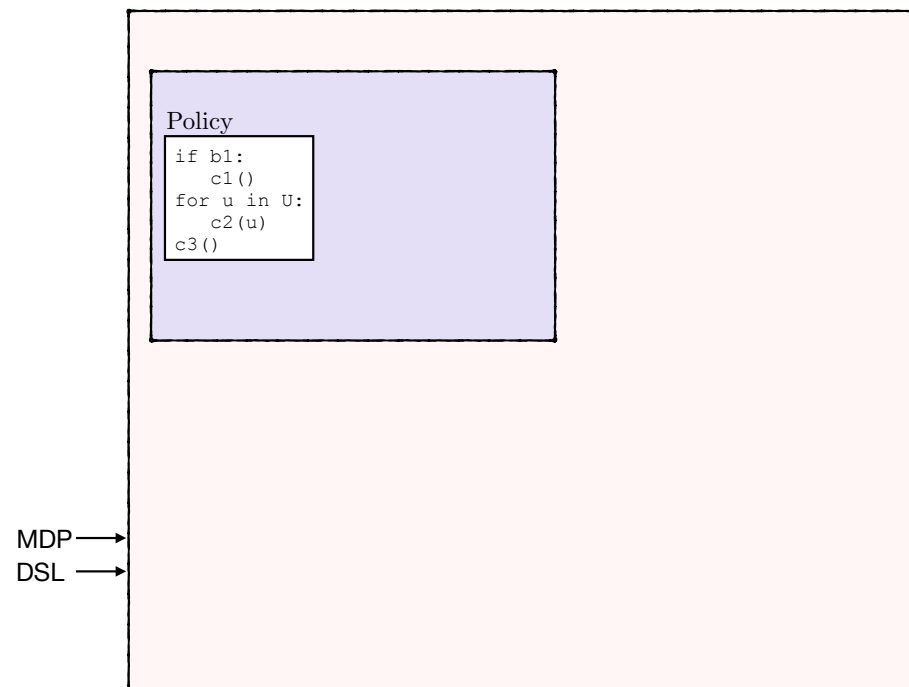 Policy
if b1:
   c1()
for u in U:
   c2(u)
c3()
MDP
DSL